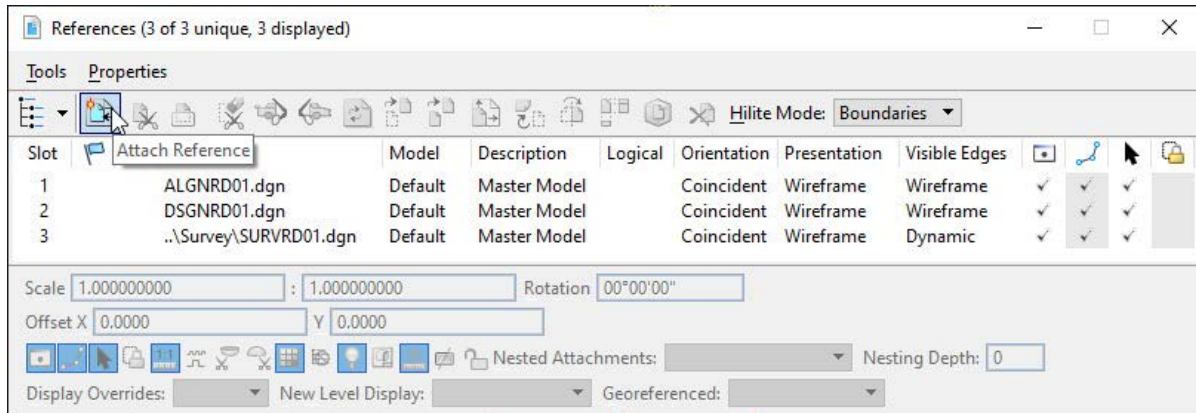 References (3 of 3 unique, 3 displayed)
Tools Properties
Hilite Mode: Boundaries
Attach Reference
Slot Model Description Logical Orientation Presentation Visible Edges
1 ALGNRD01.dgn Default Master Model Coincident Wireframe Wireframe
2 DSGNRD01.dgn Default Master Model Coincident Wireframe Wireframe
3 ..\Survey\SURVRD01.dgn Default Master Model Coincident Wireframe Dynamic
Scale 1.000000000 : 1.000000000 Rotation 00°00'00"
Offset X 0.0000 Y 0.0000
1:1 Nested Attachments: Nesting Depth: 0
Display Overrides: New Level Display: Georeferenced: